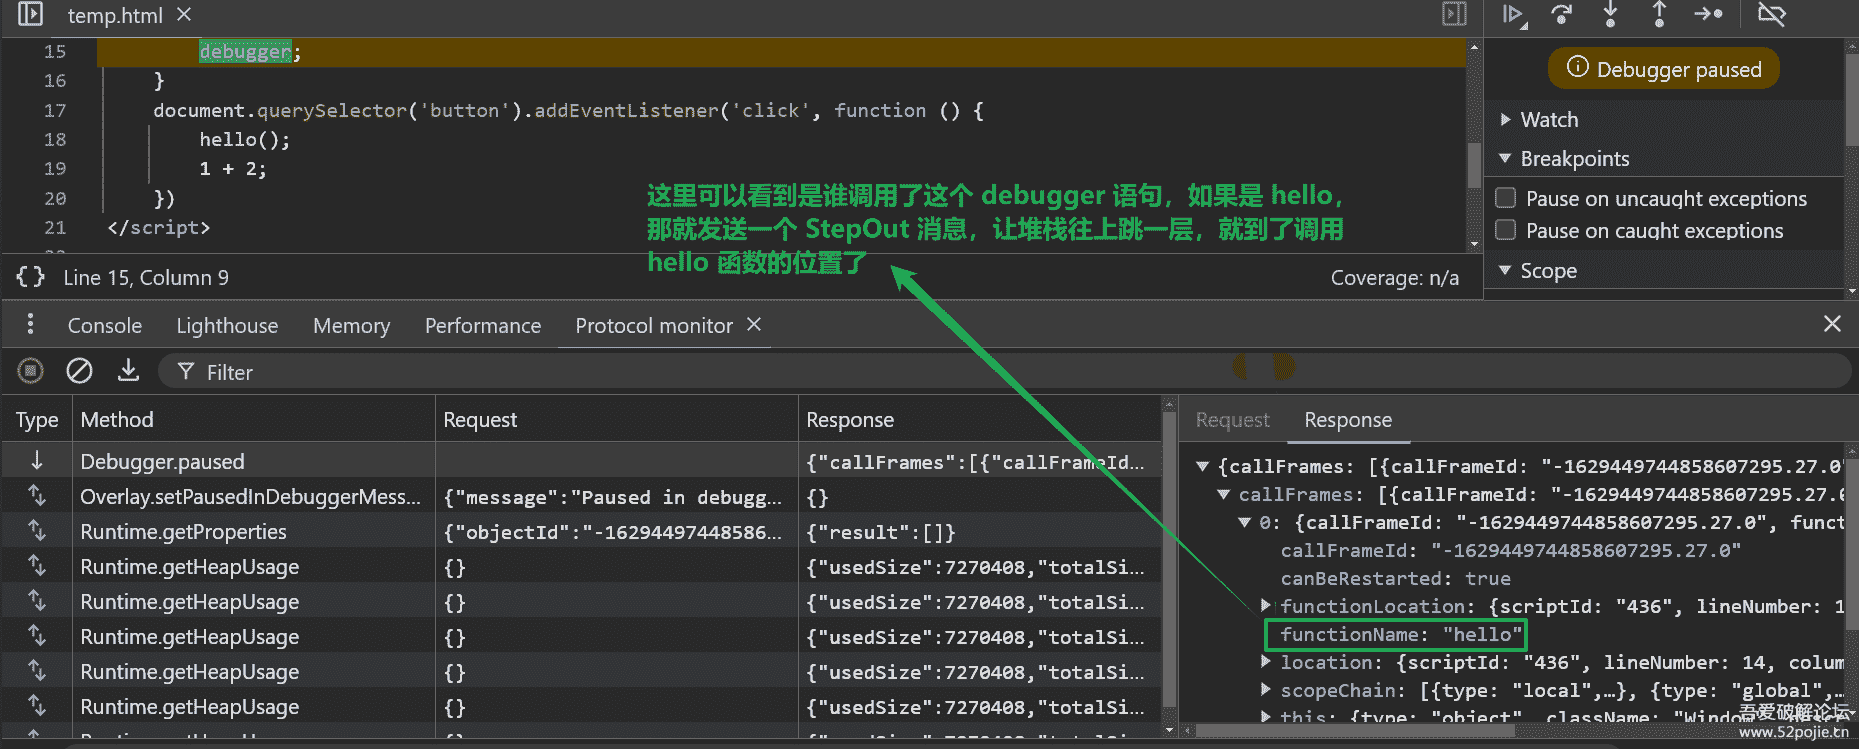 temp.html
15 debugger;
16 }
17 document.querySelector('button').addEventListener('click', function () {
18 hello();
19 1 + 2;
20 })
21 </script>
这里可以看到是谁调用了这个 debugger 语句，如果是 hello，
那就发送一个 StepOut 消息，让堆栈往上跳一层，就到了调用
hello 函数的位置了
{} Line 15, Column 9
Coverage: n/a
Debugger paused
Watch
Breakpoints
Pause on uncaught exceptions
Pause on caught exceptions
Scope
Console Lighthouse Memory Performance Protocol monitor
Filter
Type Method Request Response
Debugger.paused {"callFrames":[{"callFrameId...
Overlay.setPausedInDebuggerMess... {"message":"Paused in debugg... {}
Runtime.getProperties {"objectId":"-16294497448586... {"result":[]}
Runtime.getHeapUsage {} {"usedSize":7270408,"totalSi...
Runtime.getHeapUsage {} {"usedSize":7270408,"totalSi...
Runtime.getHeapUsage {} {"usedSize":7270408,"totalSi...
Runtime.getHeapUsage {} {"usedSize":7270408,"totalSi...
Runtime.getHeapUsage {} {"usedSize":7270408,"totalSi...
Request Response
{callFrames: [{callFrameId: "-1629449744858607295.27.0"
callFrames: [{callFrameId: "-1629449744858607295.27.0
0: {callFrameId: "-1629449744858607295.27.0", funct
callFrameId: "-1629449744858607295.27.0"
canBeRestarted: true
functionLocation: {scriptId: "436", lineNumber: 1
functionName: "hello"
location: {scriptId: "436", lineNumber: 14, colum
scopeChain: [{type: "local",…}, {type: "global",…
this: {type: "object", className: "Window",
吾爱破解论坛
www.52pojie.cn